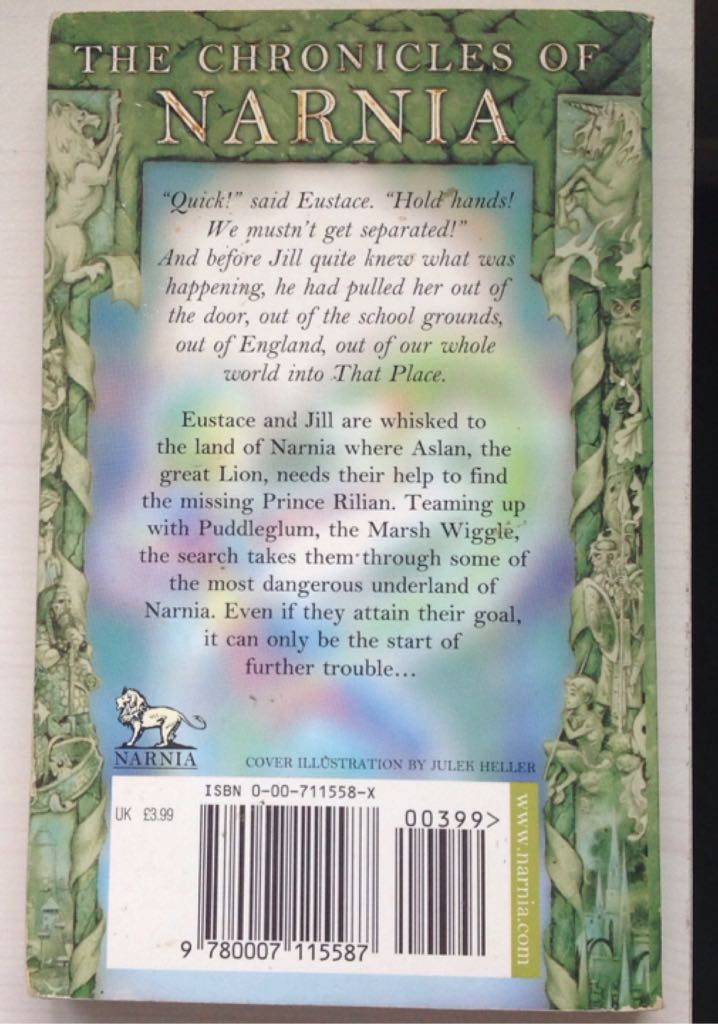 THE CHRONICLES OF
NARNIA
“Quick!” said Eustace. “Hold hands!
We mustn't get separated!”
And before Jill quite knew what was
happening, he had pulled her out of
the door, out of the school grounds,
out of England, out of our whole
world into That Place.
Eustace and Jill are whisked to
the land of Narnia where Aslan, the
great Lion, needs their help to find
the missing Prince Rilian. Teaming up
with Puddleglum, the Marsh Wiggle,
the search takes them through some of
the most dangerous underland of
Narnia. Even if they attain their goal,
it can only be the start of
further trouble…
NARNIA
COVER ILLUSTRATION BY JULEK HELLER
ISBN 0-00-711558-X
UK £3.99
00399>
9 780007 115587
www.narnia.com